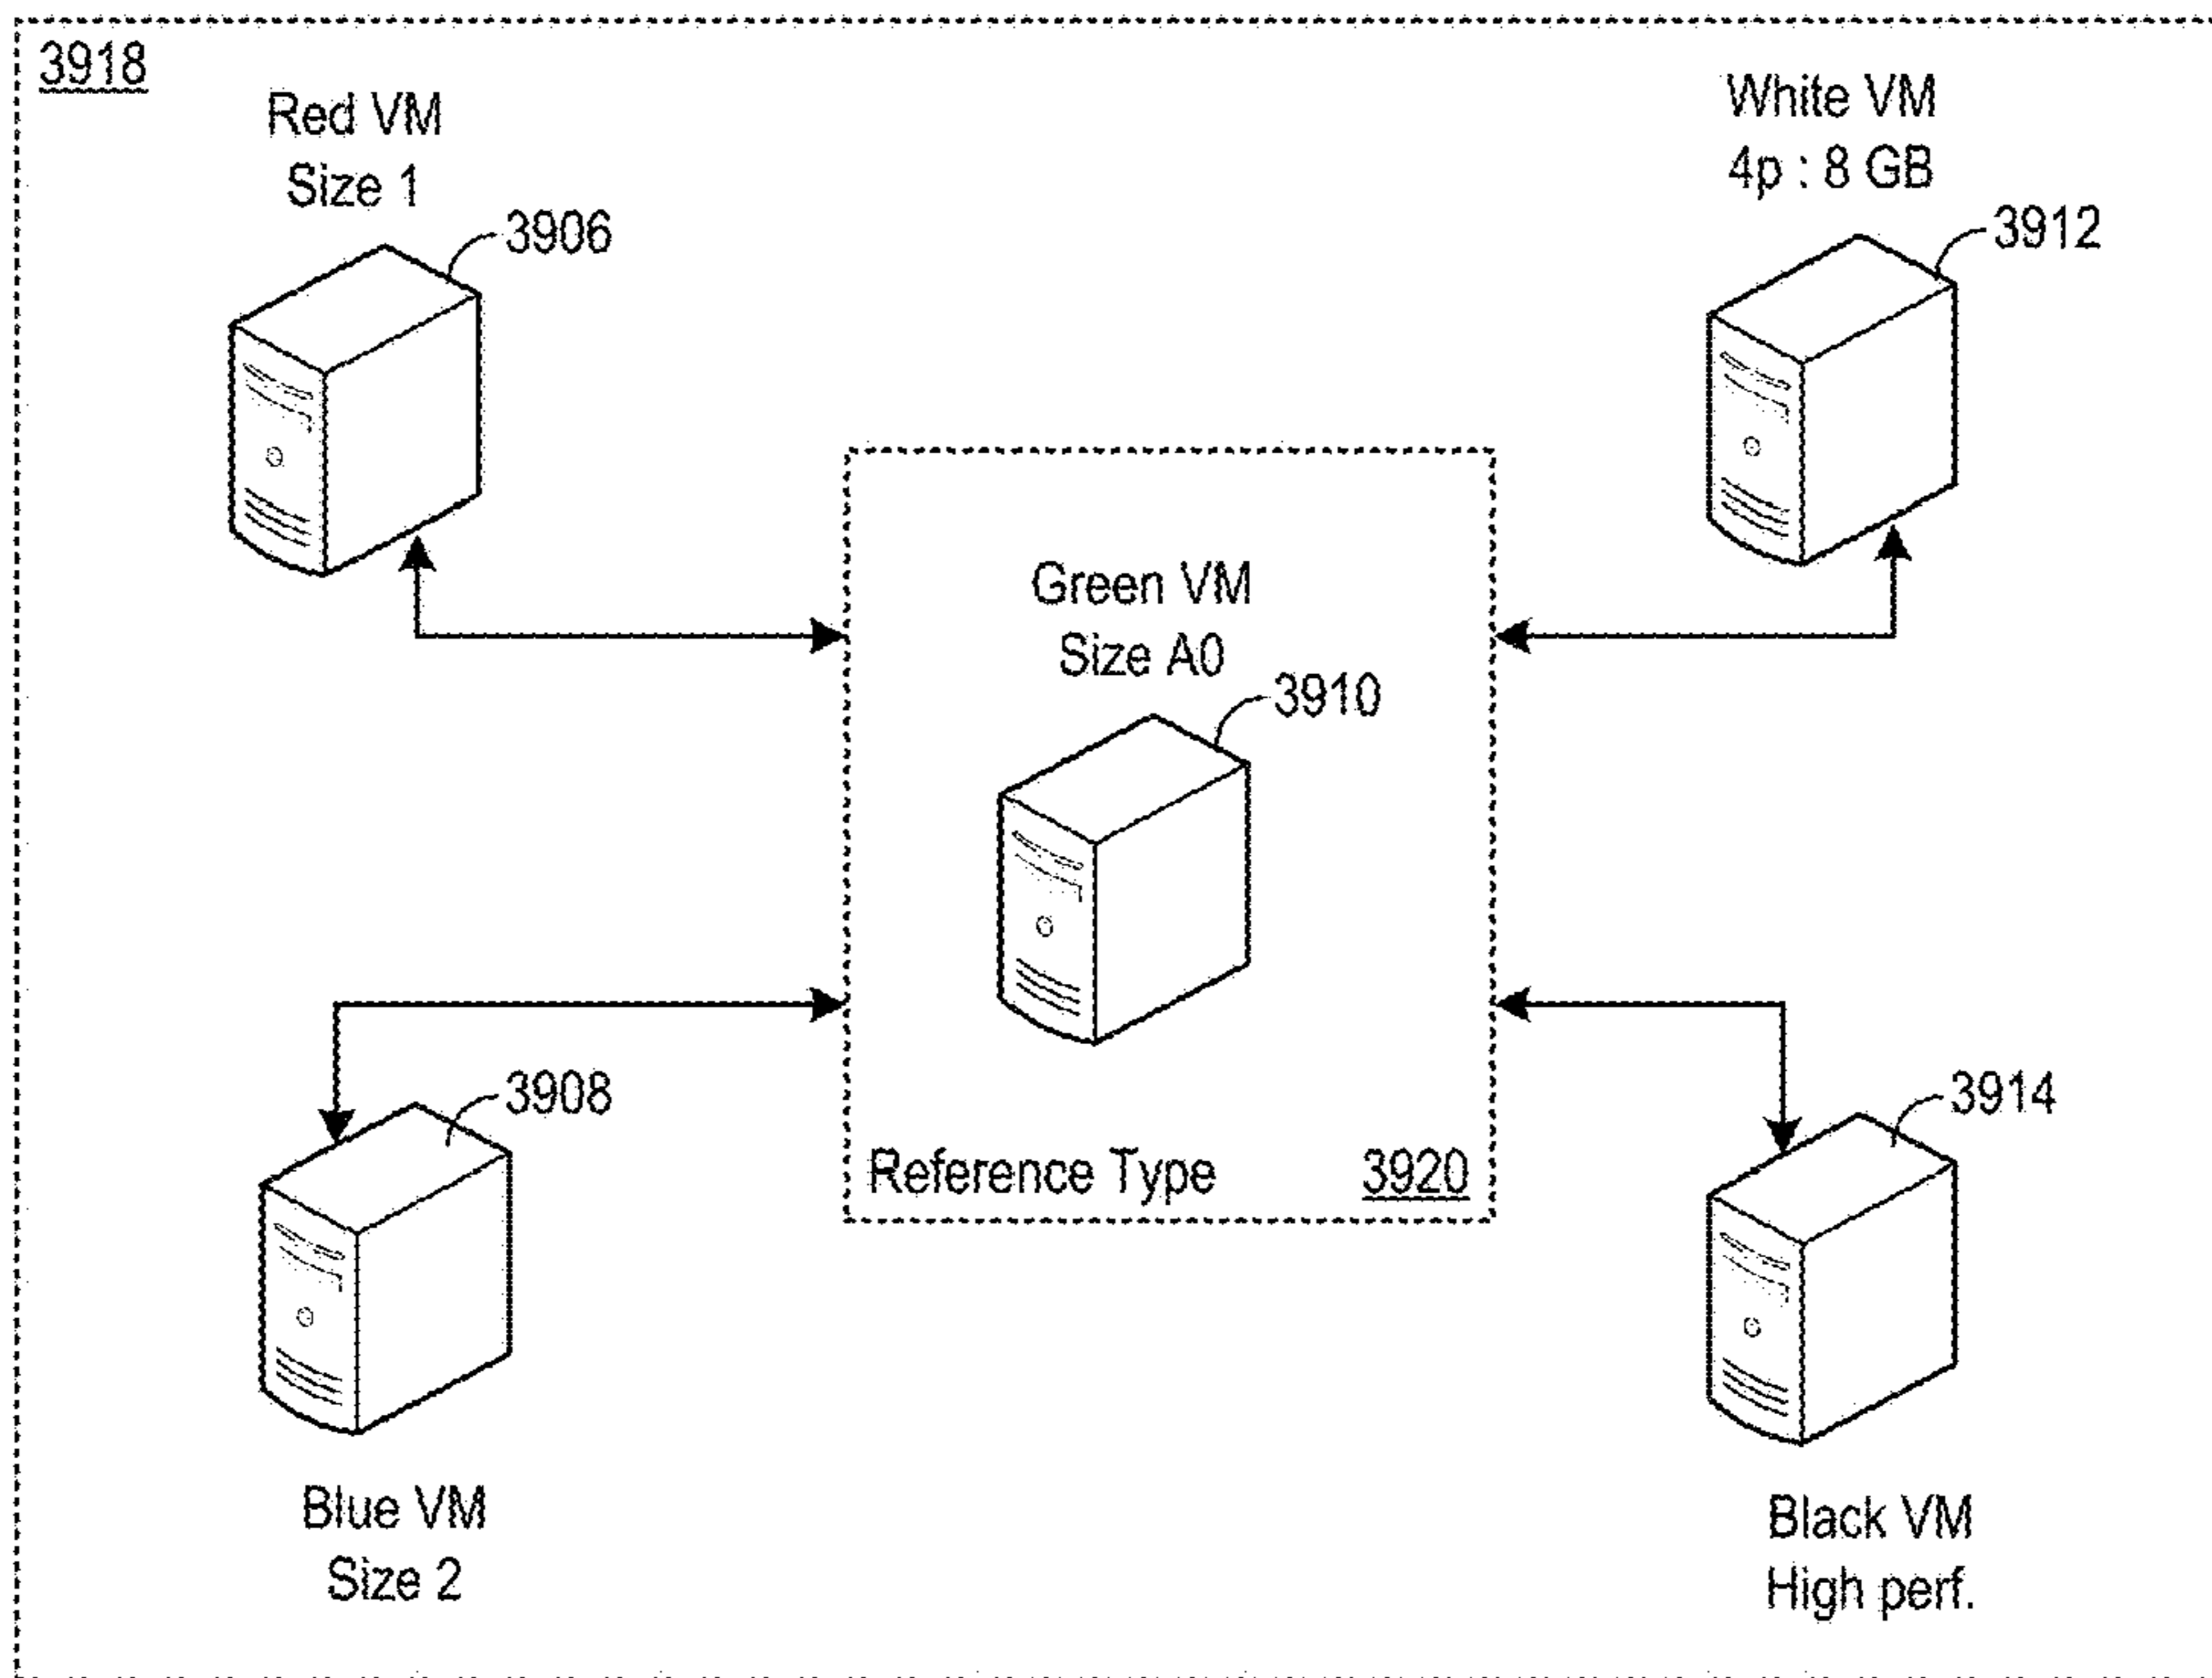 3918
Red VM
Size 1
3906
White VM
4p : 8 GB
3912
Green VM
Size A0
3910
Reference Type 3920
3908
Blue VM
Size 2
3914
Black VM
High perf.